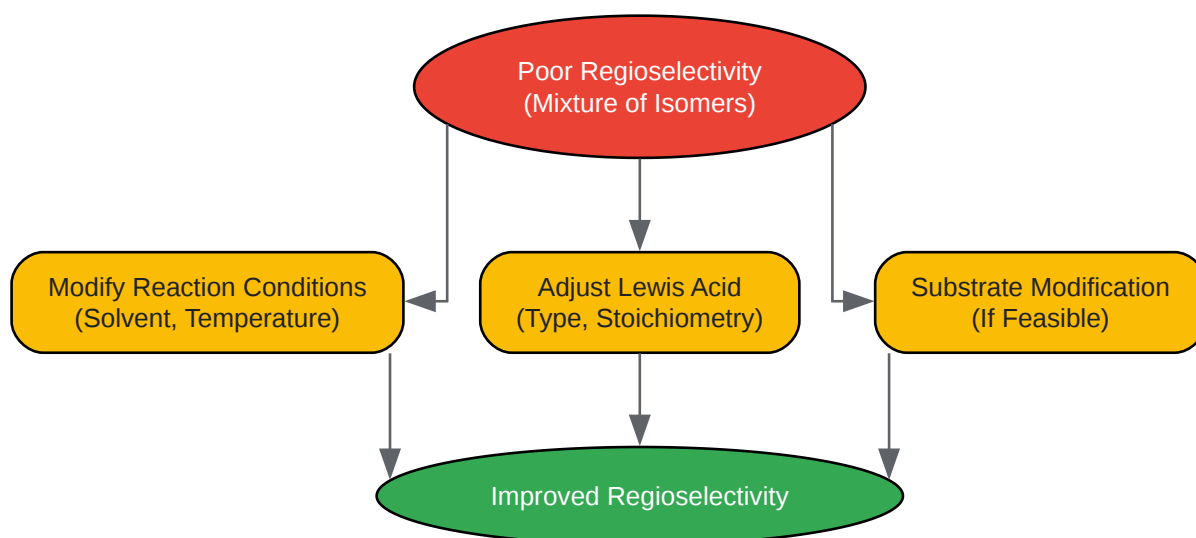 Poor Regioselectivity
(Mixture of Isomers)
Modify Reaction Conditions
(Solvent, Temperature)
Adjust Lewis Acid
(Type, Stoichiometry)
Substrate Modification
(If Feasible)
Improved Regioselectivity